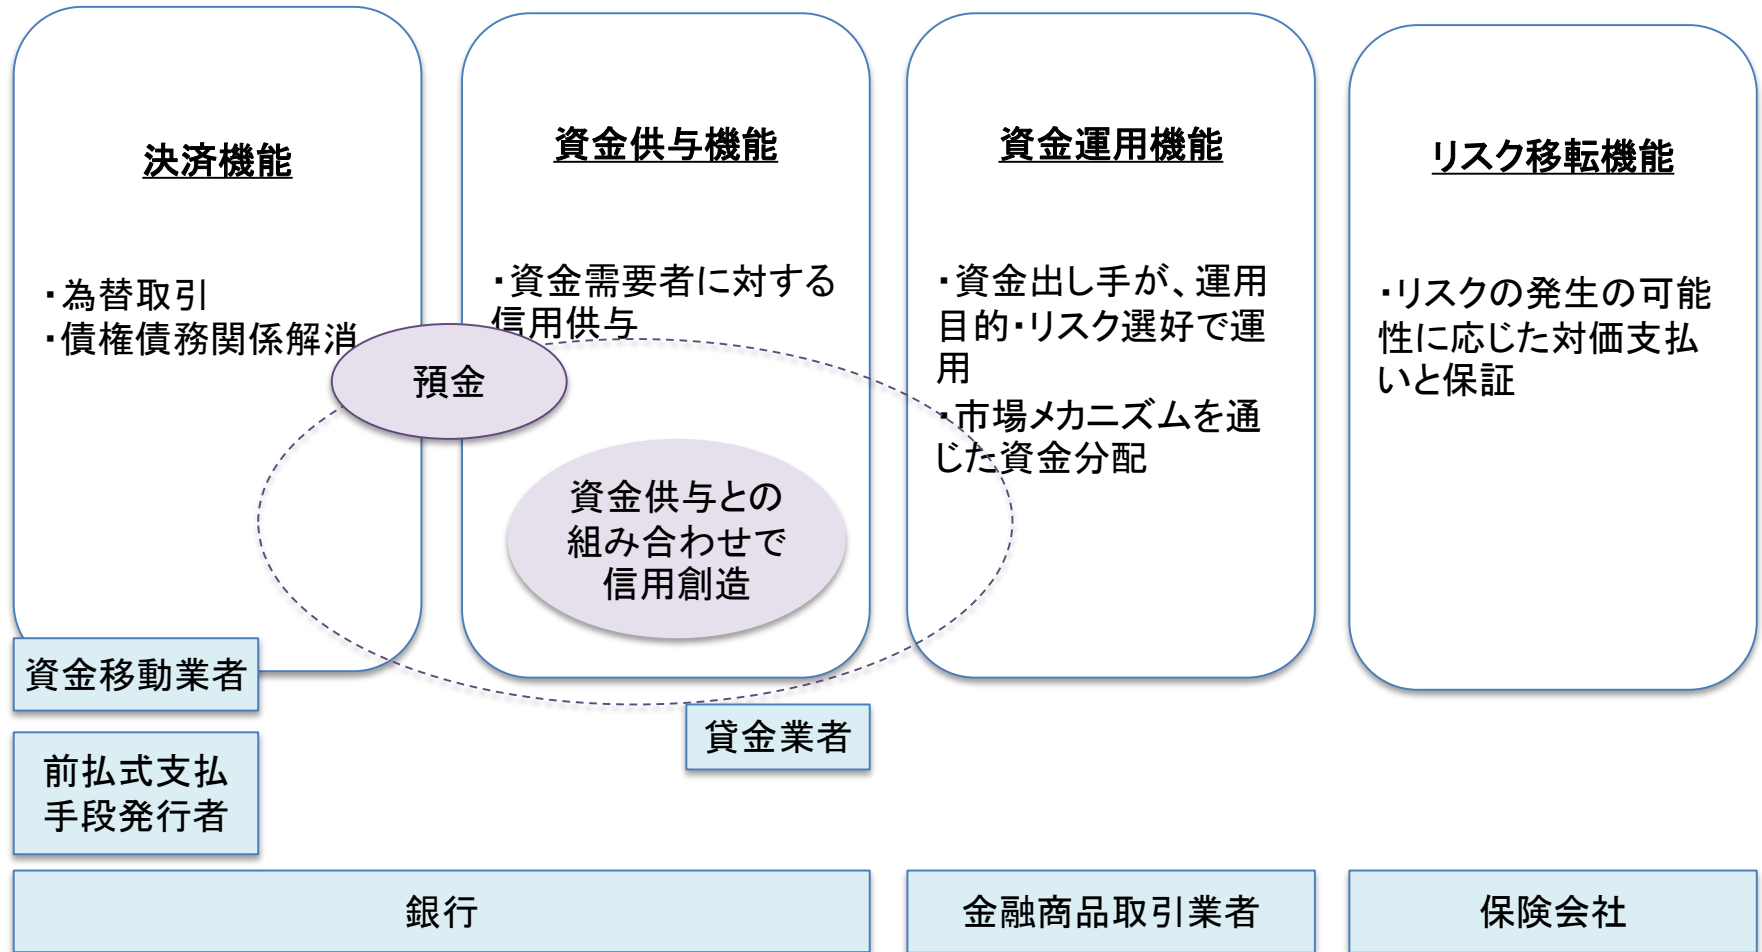 決済機能
・為替取引
・債権債務関係解消
資金供与機能
・資金需要者に対する
信用供与
預金
資金供与との
組み合わせで
信用創造
資金運用機能
・資金出し手が、運用
目的・リスク選好で運
用
・市場メカニズムを通
じた資金分配
リスク移転機能
・リスクの発生の可能
性に応じた対価支払
いと保証
資金移動業者
貸金業者
前払式支払
手段発行者
銀行
金融商品取引業者
保険会社